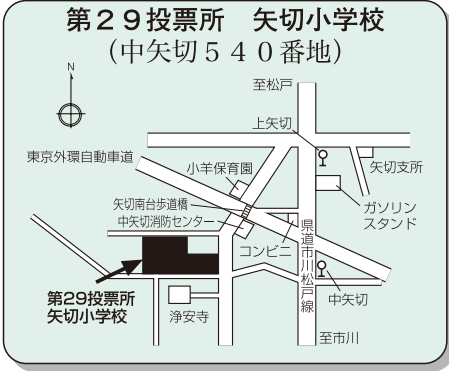 第29投票所　矢切小学校
(中矢切540番地)
N
至松戸
上矢切
東京外環自動車道
小羊保育園
矢切支所
矢切南台歩道橋
中矢切消防センター
ガソリン
スタンド
コンビニ
県道市川松戸線
第29投票所
矢切小学校
浄安寺
中矢切
至市川